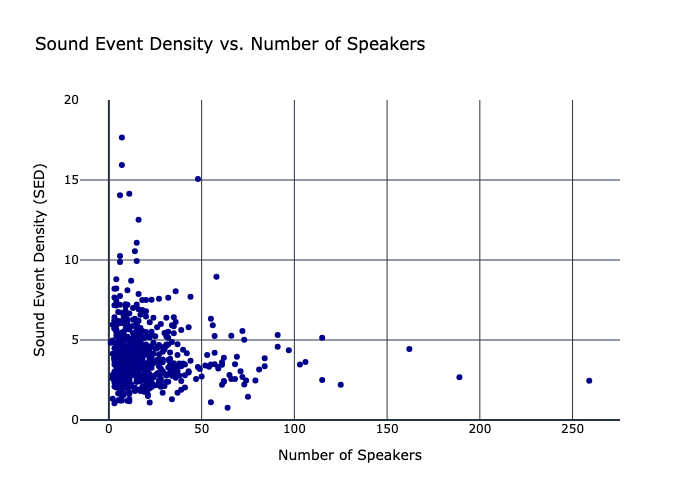 Sound Event Density vs. Number of Speakers
20
15
10
5
0
Sound Event Density (SED)
0 50 100 150 200 250
Number of Speakers